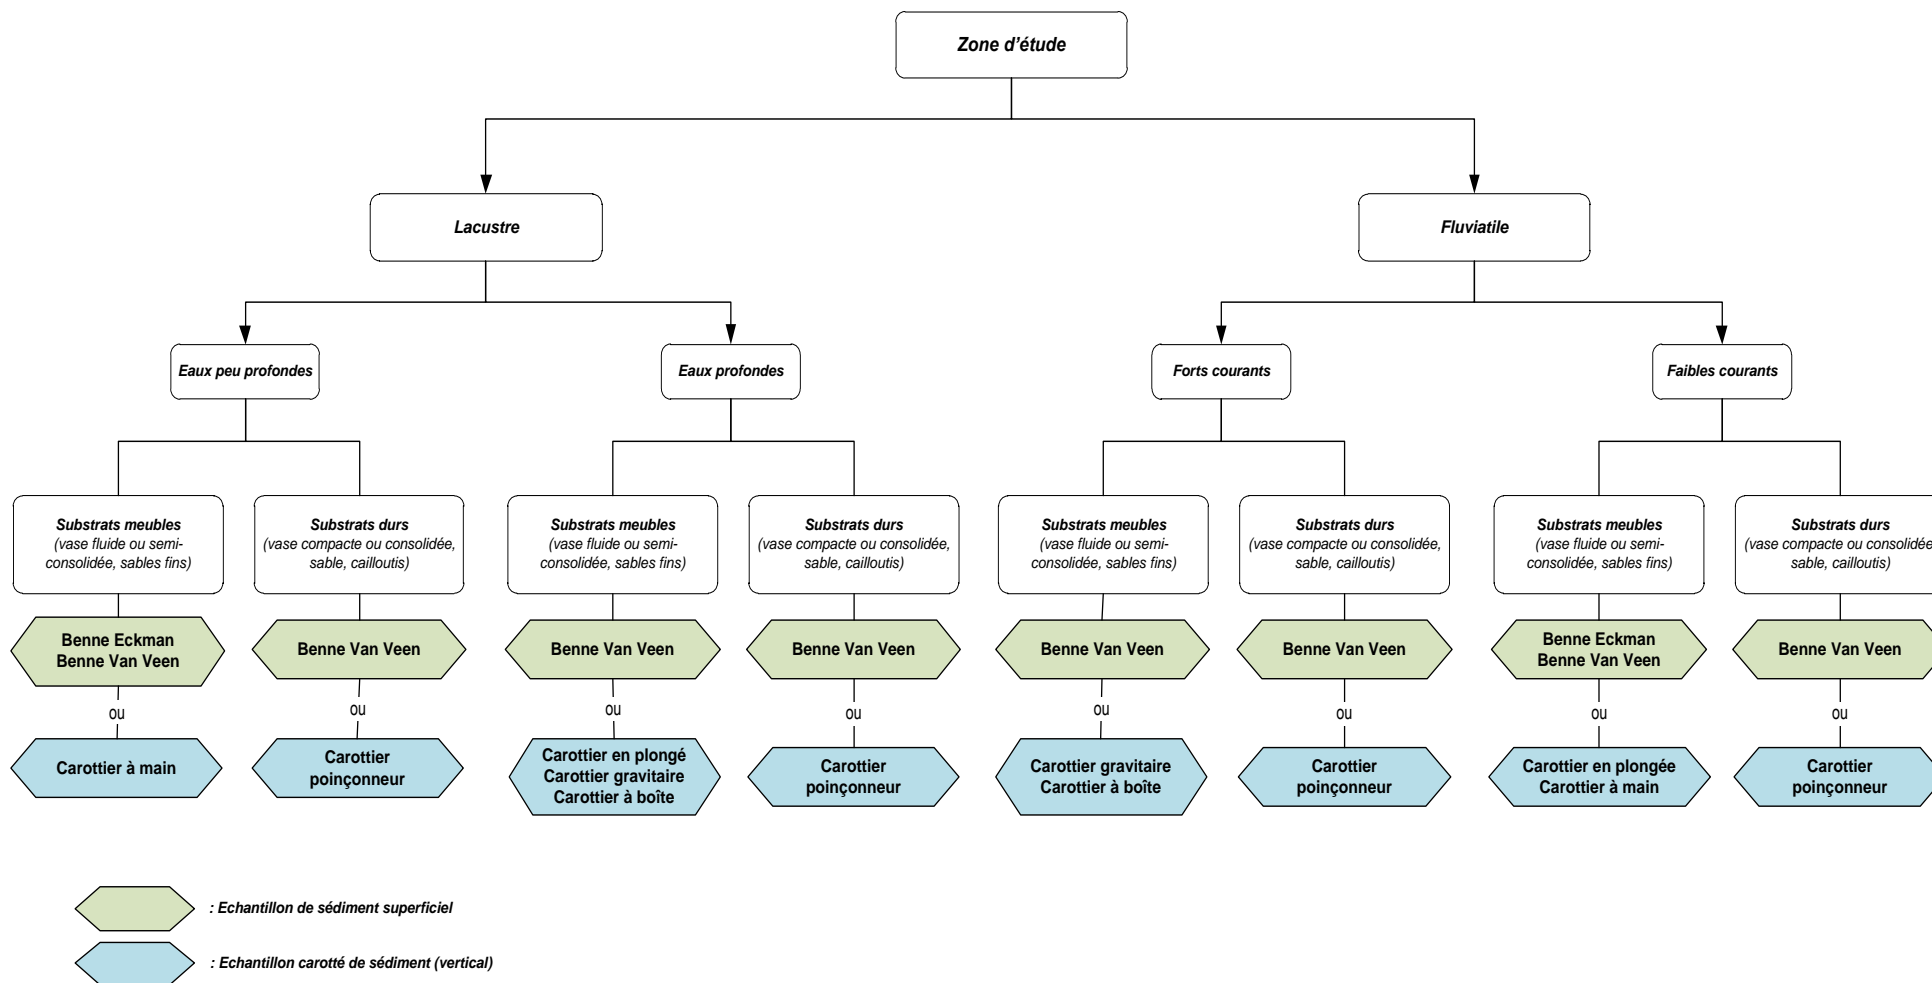 Zone d'étude
Lacustre
Fluviatile
Eaux peu profondes
Eaux profondes
Forts courants
Faibles courants
Substrats meubles
(vase fluide ou semi-
consolidée, sables fins)
Substrats durs
(vase compacte ou consolidée,
sable, cailloutis)
Substrats meubles
(vase fluide ou semi-
consolidée, sables fins)
Substrats durs
(vase compacte ou consolidée,
sable, cailloutis)
Substrats meubles
(vase fluide ou semi-
consolidée, sables fins)
Substrats durs
(vase compacte ou consolidée,
sable, cailloutis)
Substrats meubles
(vase fluide ou semi-
consolidée, sables fins)
Substrats durs
(vase compacte ou consolidée,
sable, cailloutis)
Benne Eckman
Benne Van Veen
Benne Van Veen
Benne Van Veen
Benne Van Veen
Benne Van Veen
Benne Van Veen
Benne Eckman
Benne Van Veen
Benne Van Veen
ou
ou
ou
ou
ou
ou
ou
ou
Carottier à main
Carottier
poinçonneur
Carottier en plongé
Carottier gravitaire
Carottier à boîte
Carottier
poinçonneur
Carottier gravitaire
Carottier à boîte
Carottier
poinçonneur
Carottier en plongée
Carottier à main
Carottier
poinçonneur
: Echantillon de sédiment superficiel
: Echantillon carotté de sédiment (vertical)